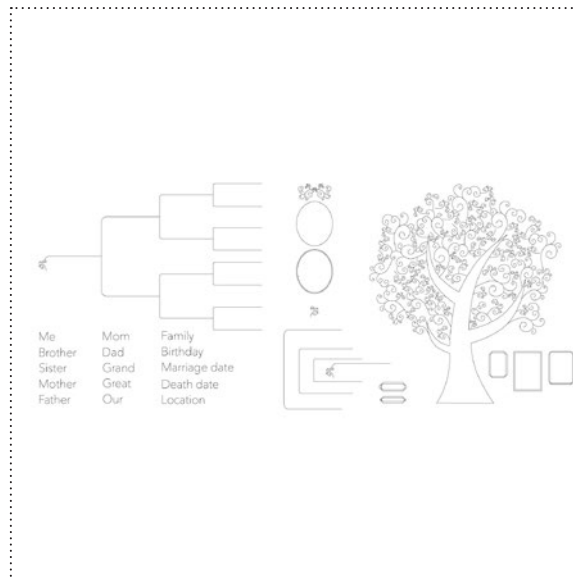 Me
Brother
Sister
Mother
Father
Mom
Dad
Grand
Great
Our
Family
Birthday
Marriage date
Death date
Location